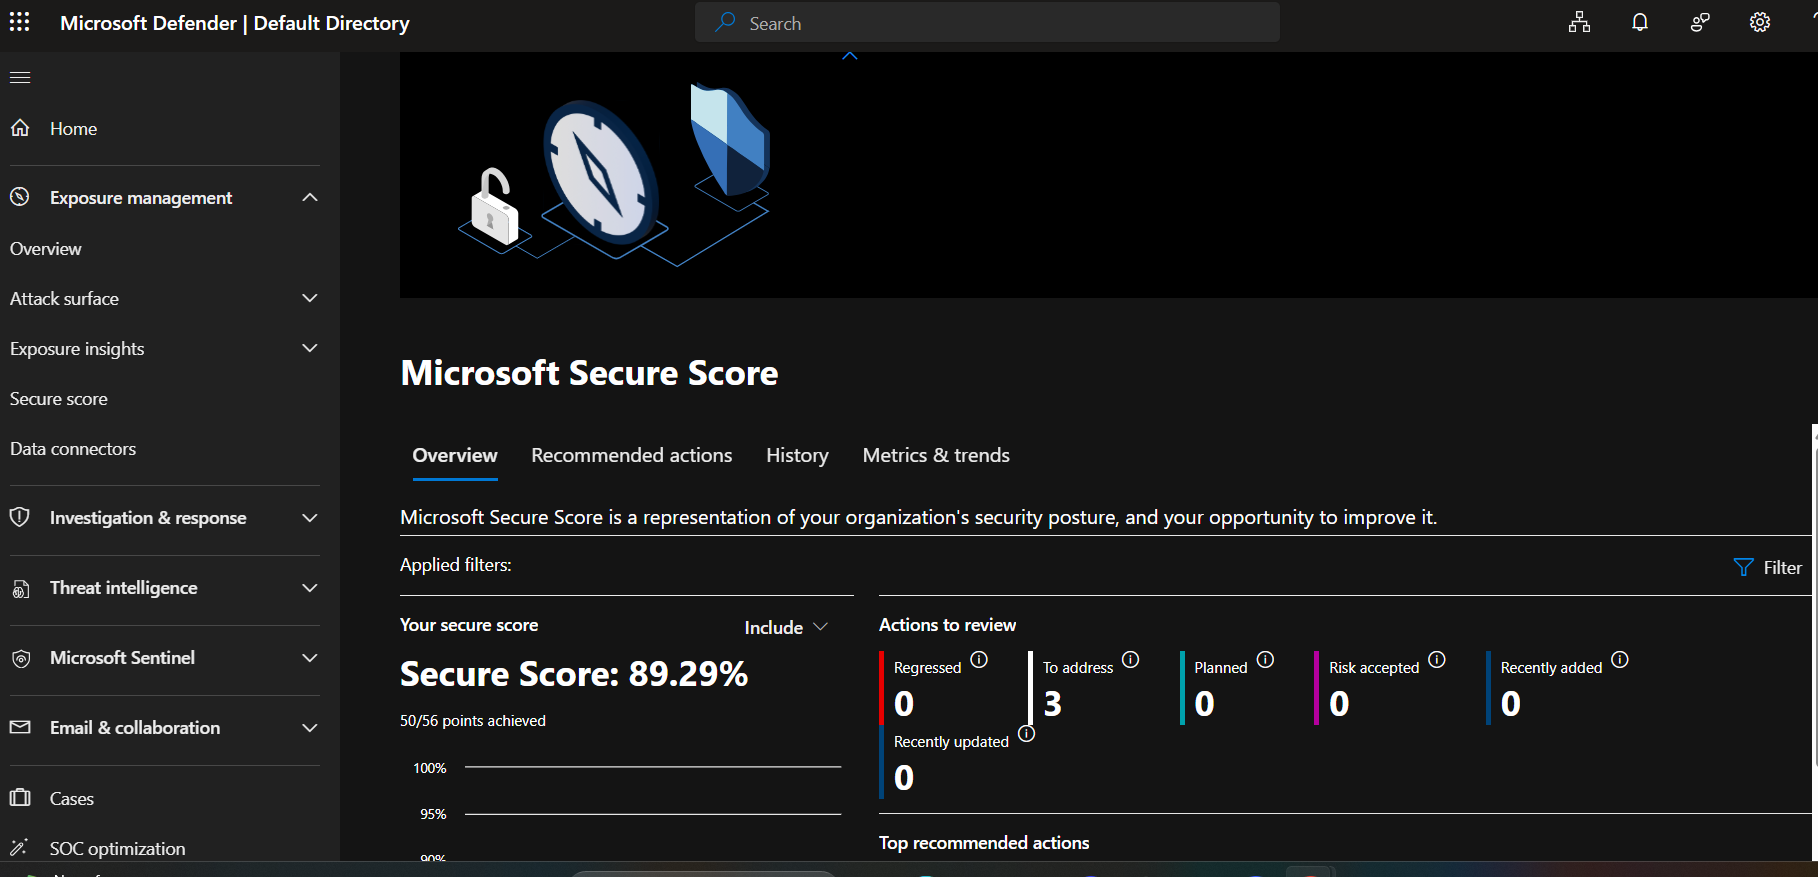 Microsoft Defender | Default Directory
Search
Home
Exposure management
Overview
Attack surface
Exposure insights
Secure score
Data connectors
Investigation & response
Threat intelligence
Microsoft Sentinel
Email & collaboration
Cases
SOC optimization
Microsoft Secure Score
Overview Recommended actions History Metrics & trends
Microsoft Secure Score is a representation of your organization's security posture, and your opportunity to improve it.
Applied filters:
Filter
Your secure score
Include
Secure Score: 89.29%
50/56 points achieved
100%
95%
90%
Actions to review
Regressed To address Planned Risk accepted Recently added
0 3 0 0 0
Recently updated
0
Top recommended actions